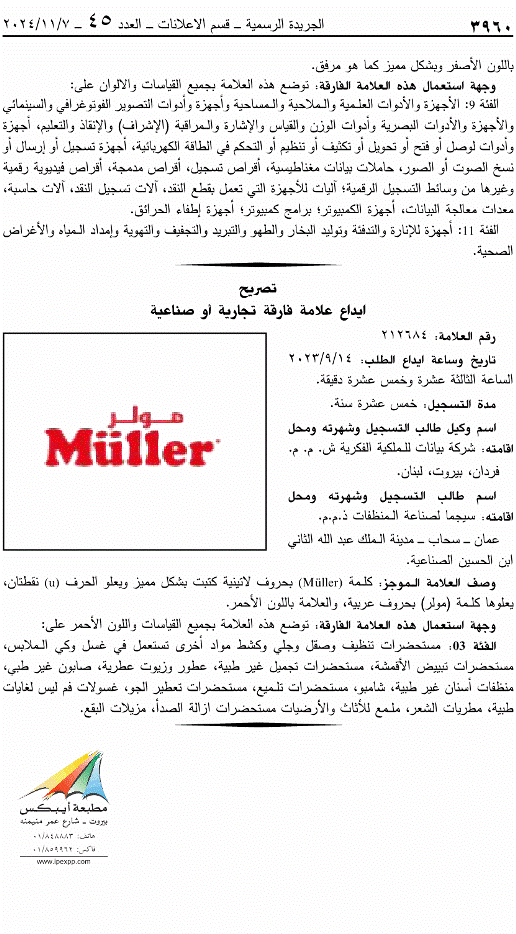 ٣٩٦٠ الجريدة الرسمية – قسم الاعلانات – العدد ٤٥ – ٢٠٢٤/١١/٧
باللون الأصفر وبشكل مميز كما هو مرفق.
وجهة استعمال هذه العلامة الفارقة: توضع هذه العلامة بجميع القياسات والالوان على:
الفئة 9: الأجهزة والأدوات العلمية والملاحية والمساحية وأجهزة وأدوات التصوير الفوتوغرافي والسينمائي
والأجهزة والأدوات البصرية وأدوات الوزن والقياس والإشارة والمراقبة (الإشراف) والإنقاذ والتعليم، أجهزة
وأدوات لوصل أو فتح أو تحويل أو تكثيف أو تنظيم أو التحكم في الطاقة الكهربائية، أجهزة تسجيل أو إرسال أو
نسخ الصوت أو الصور، حاملات بيانات مغناطيسية، أقراص تسجيل، أقراص مدمجة، أقراص فيديوية رقمية
وغيرها من وسائط التسجيل الرقمية؛ آليات للأجهزة التي تعمل بقطع النقد، آلات تسجيل النقد، آلات حاسبة،
معدات معالجة البيانات، أجهزة الكمبيوتر؛ برامج كمبيوتر؛ أجهزة إطفاء الحرائق.
الفئة 11: أجهزة للإنارة والتدفئة وتوليد البخار والطهو والتبريد والتجفيف والتهوية وإمداد المياه والأغراض
الصحية.
تصريح
ايداع علامة فارقة تجارية أو صناعية
رقم العلامة: ٢١٢٦٨٤
تاريخ وساعة ايداع الطلب: ٢٠٢٣/٩/١٤
الساعة الثالثة عشرة وخمس عشرة دقيقة.
مدة التسجيل: خمس عشرة سنة.
اسم وكيل طالب التسجيل وشهرته ومحل
اقامته: شركة بيانات للملكية الفكرية ش. م. م.
فردان، بيروت، لبنان.
اسم طالب التسجيل وشهرته ومحل
اقامته: سيجما لصناعة المنظفات ذ.م.م.
عمان – سحاب – مدينة الملك عبد الله الثاني
ابن الحسين الصناعية.
مولر
Müller
وصف العلامة الموجز: كلمة (Müller) بحروف لاتينية كتبت بشكل مميز ويعلو الحرف (u) نقطتان،
يعلوها كلمة (مولر) بحروف عربية، والعلامة باللون الأحمر.
وجهة استعمال هذه العلامة الفارقة: توضع هذه العلامة بجميع القياسات واللون الأحمر على:
الفئة 03: مستحضرات تنظيف وصقل وجلي وكشط مواد أخرى تستعمل في غسل وكي الملابس،
مستحضرات تبييض الأقمشة، مستحضرات تجميل غير طبية، عطور وزيوت عطرية، صابون غير طبي،
منظفات أسنان غير طبية، شامبو، مستحضرات تلميع، مستحضرات تعطير الجو، غسولات فم ليس لغايات
طبية، مطريات الشعر، ملمع للأثاث والأرضيات مستحضرات ازالة الصدأ، مزيلات البقع.
مطبعة أيبكس
بيروت – شارع عمر منيمنه
هاتف: ٠١/٨٤٨٨٨٣
فاكس: ٠١/٨٥٩٩٦٢
www.ipexpp.com